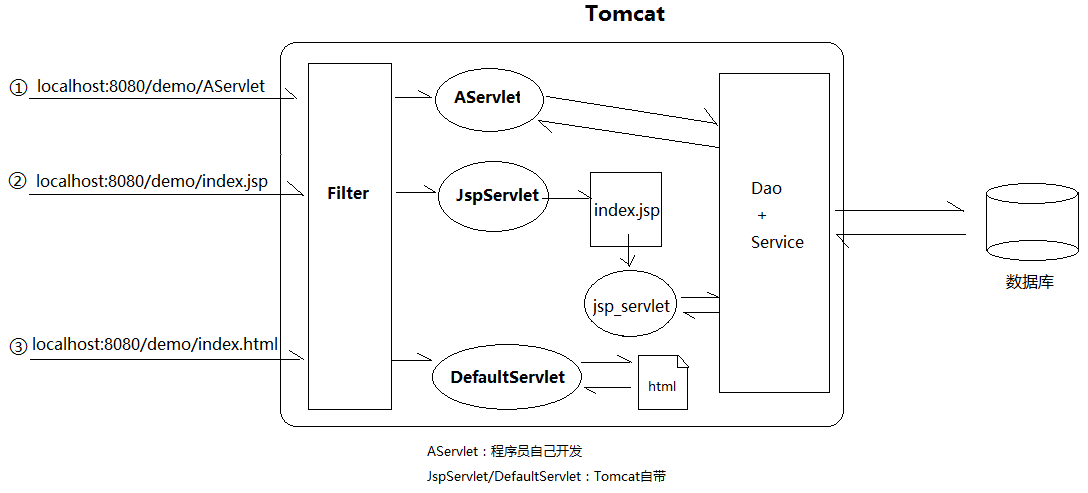 Tomcat
① localhost:8080/demo/AServlet
AServlet
② localhost:8080/demo/index.jsp
Filter
JspServlet
index.jsp
Dao
+
Service
数据库
jsp_servlet
③ localhost:8080/demo/index.html
DefaultServlet
html
AServlet：程序员自己开发
JspServlet/DefaultServlet：Tomcat自带